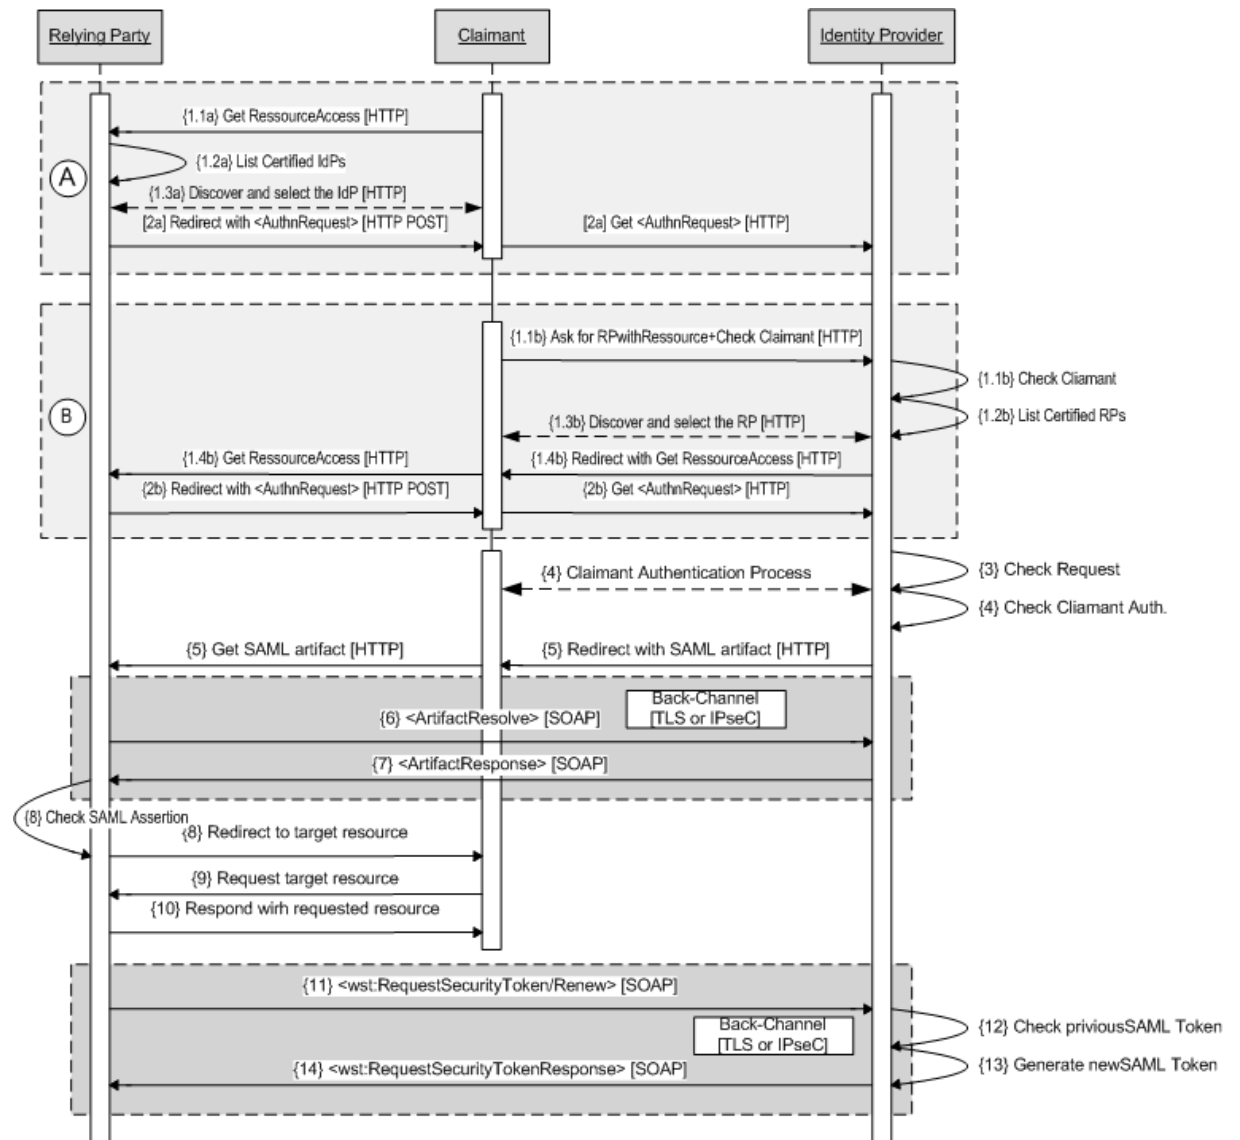 Relying Party
Claimant
Identity Provider
{1.1a} Get RessourceAccess [HTTP]
{1.2a} List Certified IdPs
A
{1.3a} Discover and select the IdP [HTTP]
[2a] Redirect with <AuthnRequest> [HTTP POST]
[2a] Get <AuthnRequest> [HTTP]
{1.1b} Ask for RPwithRessource+Check Claimant [HTTP]
{1.1b} Check Cliamant
B
{1.2b} List Certified RPs
{1.3b} Discover and select the RP [HTTP]
{1.4b} Get RessourceAccess [HTTP]
{1.4b} Redirect with Get RessourceAccess [HTTP]
{2b} Redirect with <AuthnRequest> [HTTP POST]
{2b} Get <AuthnRequest> [HTTP]
{3} Check Request
{4} Claimant Authentication Process
{4} Check Cliamant Auth.
{5} Get SAML artifact [HTTP]
{5} Redirect with SAML artifact [HTTP]
Back-Channel
[TLS or IPseC]
{6} <ArtifactResolve> [SOAP]
{7} <ArtifactResponse> [SOAP]
{8} Check SAML Assertion
{8} Redirect to target resource
{9} Request target resource
{10} Respond wirh requested resource
{11} <wst:RequestSecurityToken/Renew> [SOAP]
Back-Channel
[TLS or IPseC]
{12} Check priviousSAML Token
{13} Generate newSAML Token
{14} <wst:RequestSecurityTokenResponse> [SOAP]